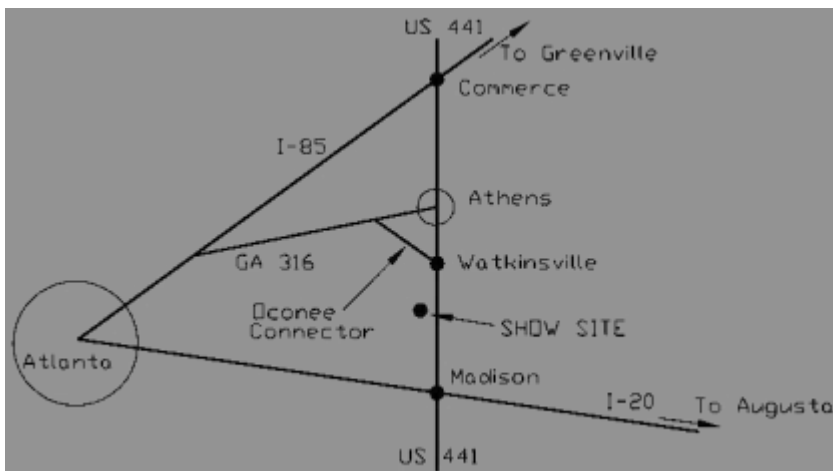 US 441
To Greenville
Commerce
I-85
Athens
GA 316
Watkinsville
Oconee
Connector
SHOW SITE
Atlanta
Madison
I-20
To Augusta
US 441